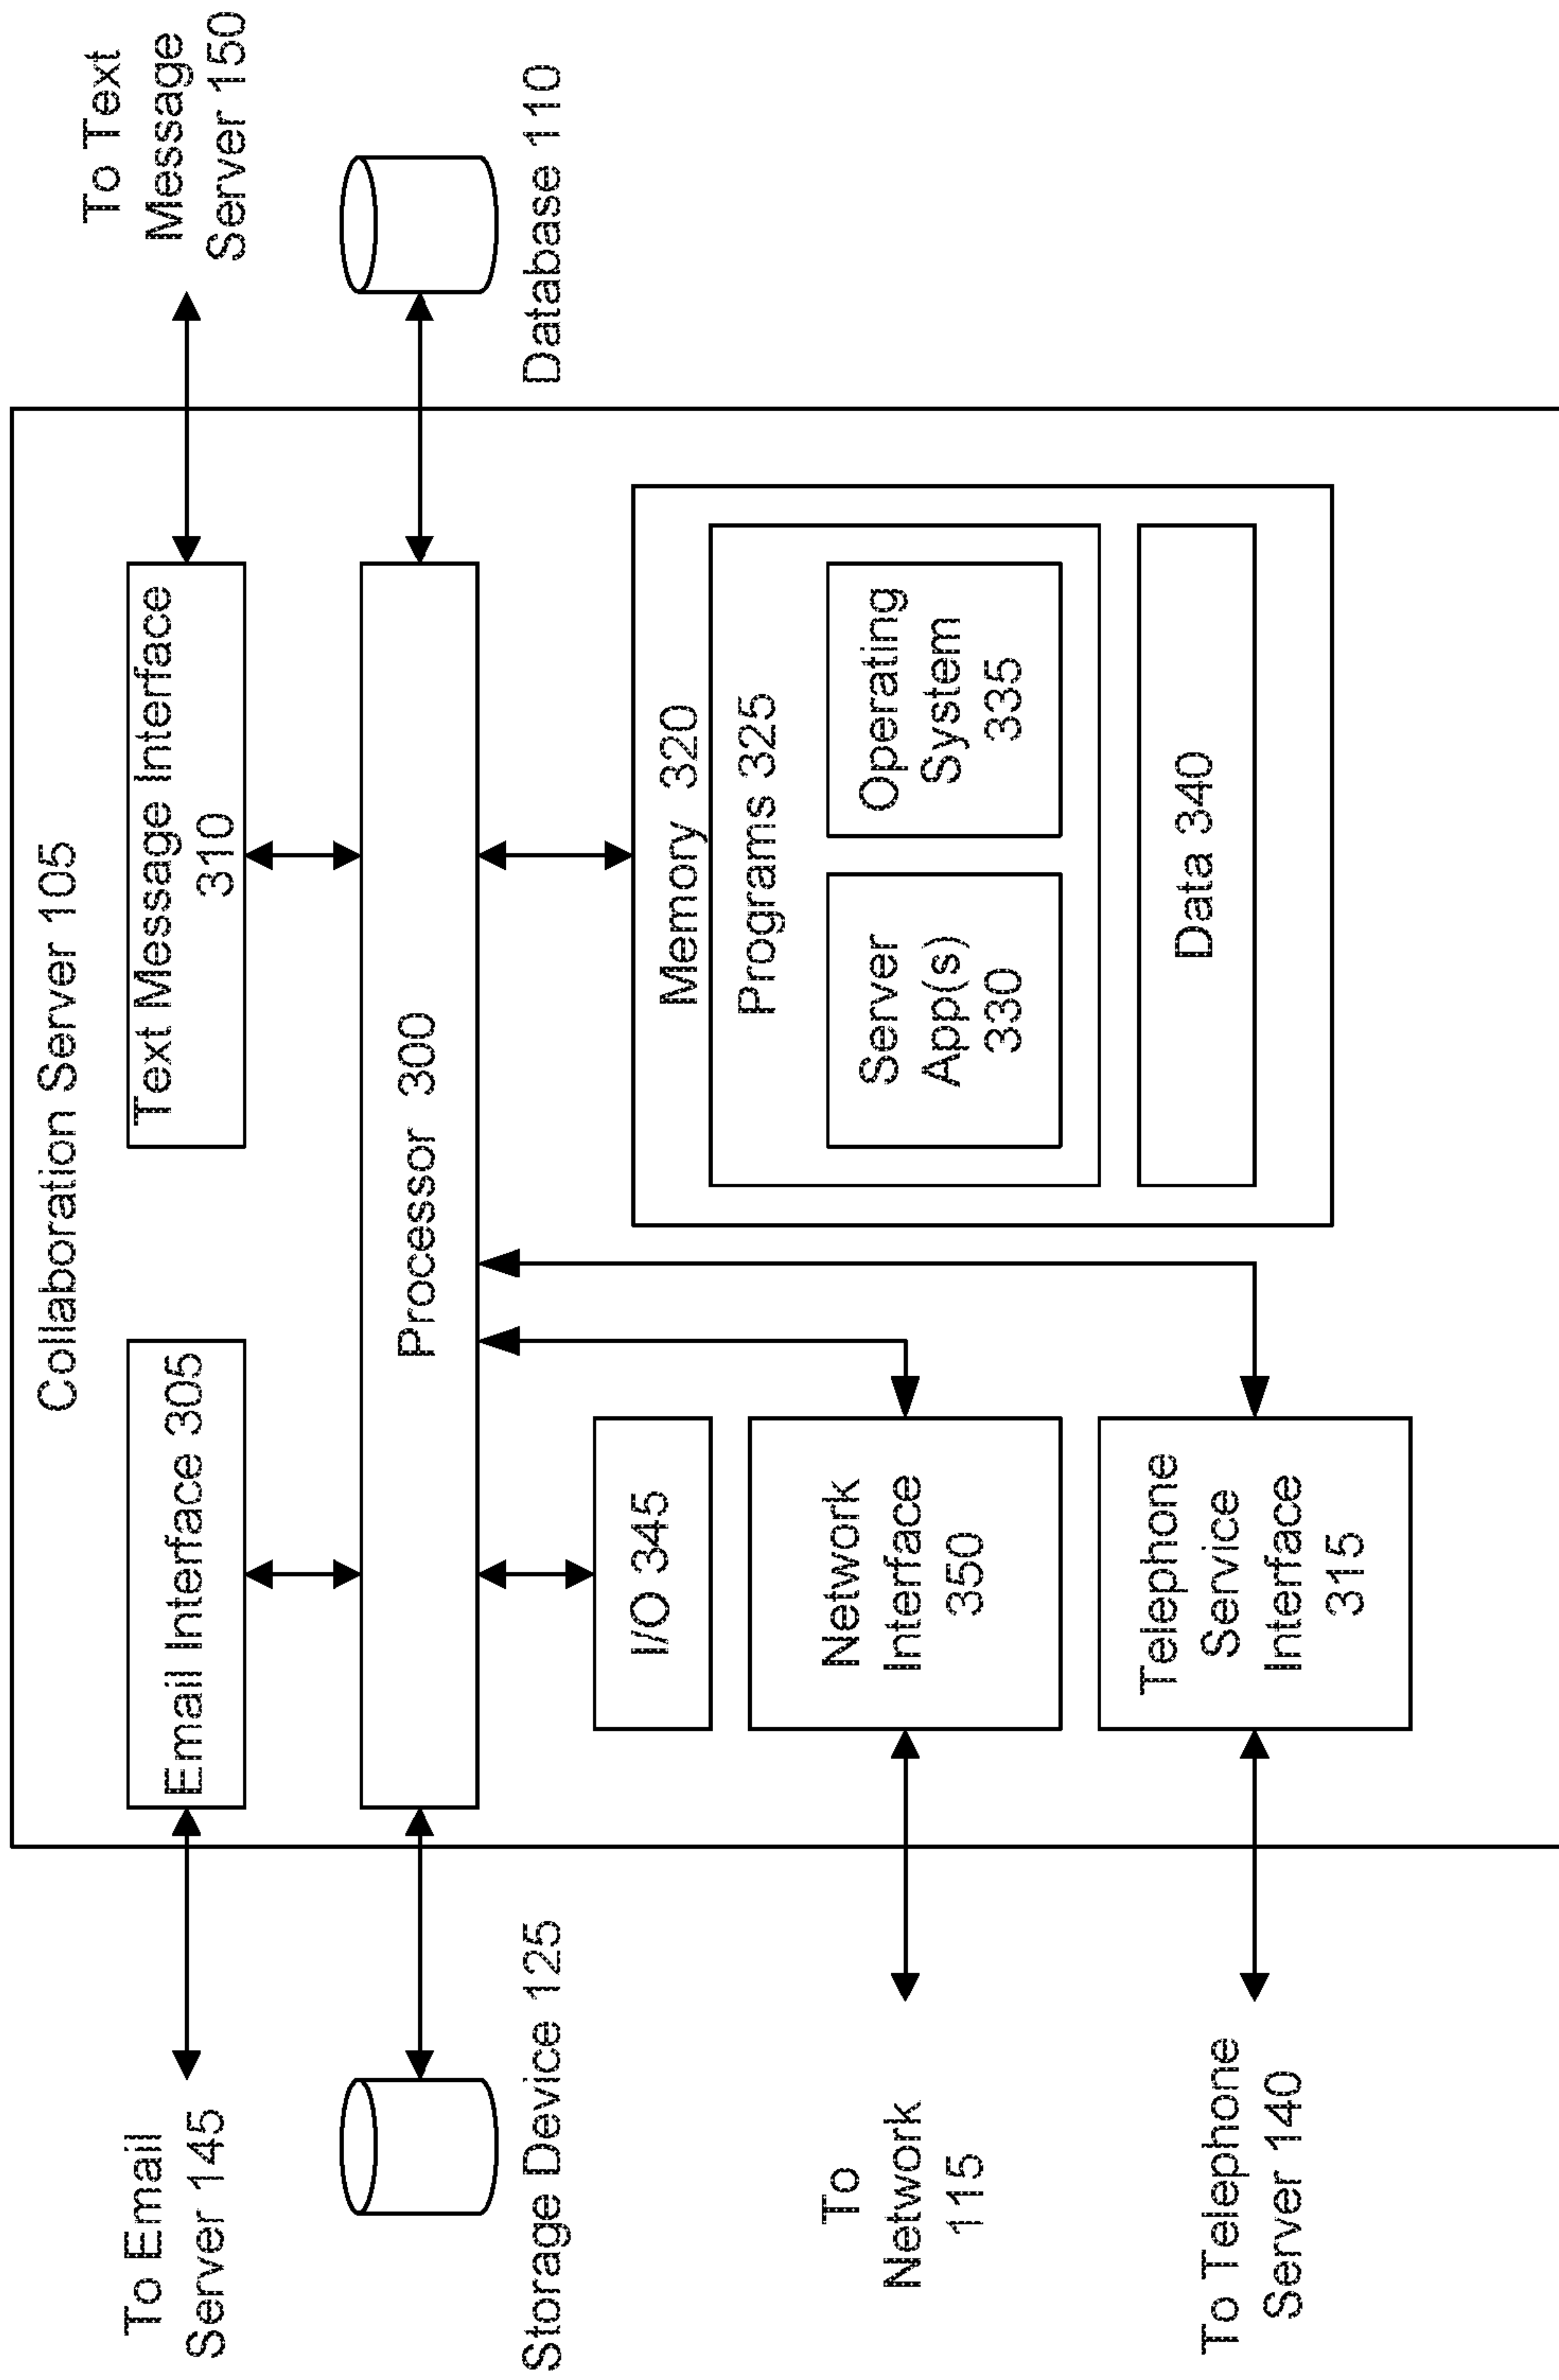 Collaboration Server 105
To Email
Server 145
Email Interface 305
Text Message Interface
310
To Text
Message
Server 150
Storage Device 125
Processor 300
Database 110
I/O 345
Memory 320
Programs 325
Server
App(s)
330
Operating
System
335
Data 340
To
Network
115
Network
Interface
350
To Telephone
Server 140
Telephone
Service
Interface
315